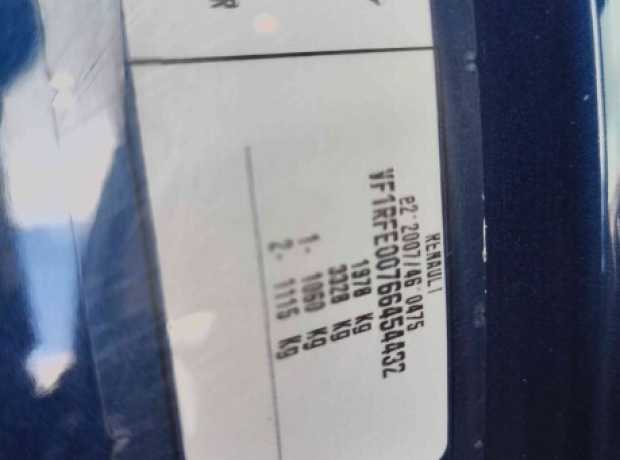 RENAULT
e2*2007/46*0475
VF1RFE00766454432
1978 Kg
3328 Kg
1- 1060 Kg
2- 1115 Kg